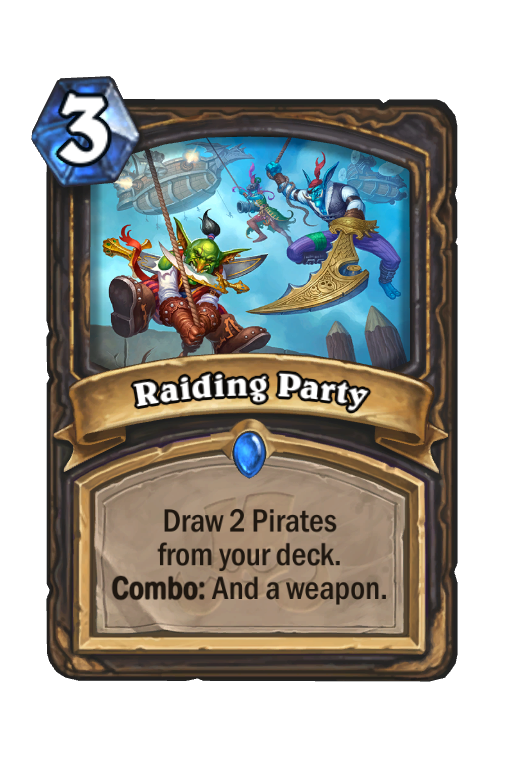 3
Raiding Party
Draw 2 Pirates
from your deck.
Combo: And a weapon.